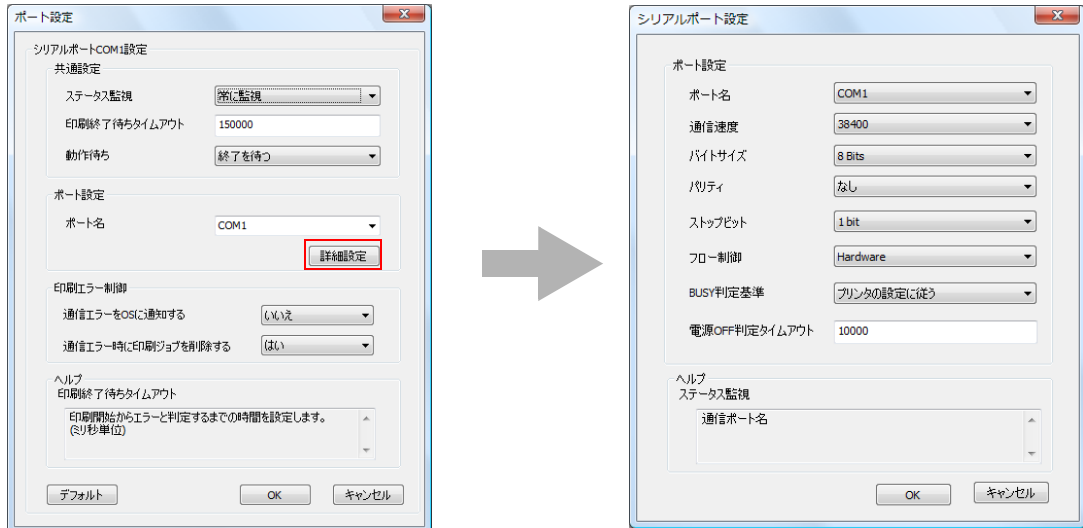 ポート設定
シリアルポートCOM1設定
共通設定
ステータス監視 常に監視
印刷終了待ちタイムアウト 150000
動作待ち 終了を待つ
ポート設定
ポート名 COM1
詳細設定
印刷エラー制御
通信エラーをOSに通知する いいえ
通信エラー時に印刷ジョブを削除する はい
ヘルプ
印刷終了待ちタイムアウト
印刷開始からエラーと判定するまでの時間を設定します。
(ミリ秒単位)
デフォルト OK キャンセル
シリアルポート設定
ポート設定
ポート名 COM1
通信速度 38400
バイトサイズ 8 Bits
パリティ なし
ストップビット 1 bit
フロー制御 Hardware
BUSY判定基準 プリンタの設定に従う
電源OFF判定タイムアウト 10000
ヘルプ
ステータス監視
通信ポート名
OK キャンセル